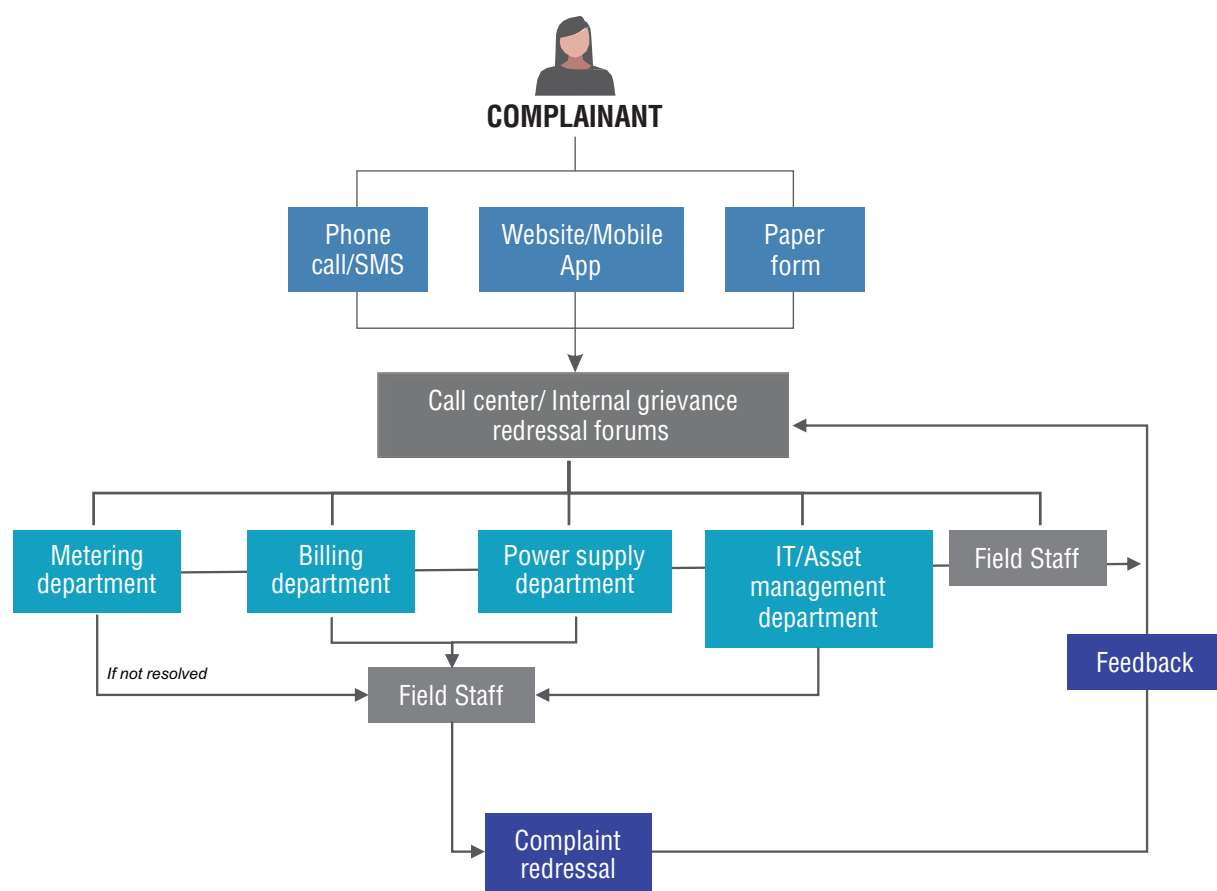 COMPLAINANT
Phone
call/SMS
Website/Mobile
App
Paper
form
Call center/ Internal grievance
redressal forums
Metering
department
Billing
department
Power supply
department
IT/Asset
management
department
Field Staff
If not resolved
Field Staff
Feedback
Complaint
redressal